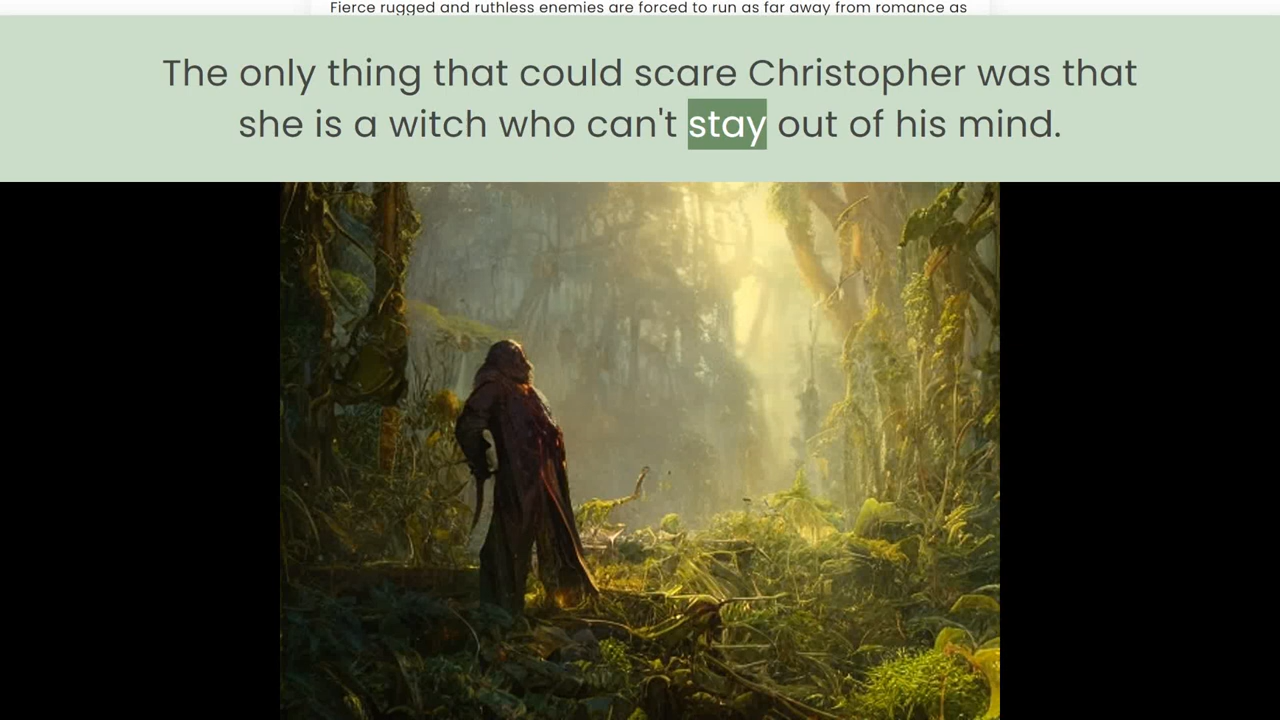 Fierce rugged and ruthless enemies are forced to run as far away from romance as
The only thing that could scare Christopher was that
she is a witch who can't stay out of his mind.